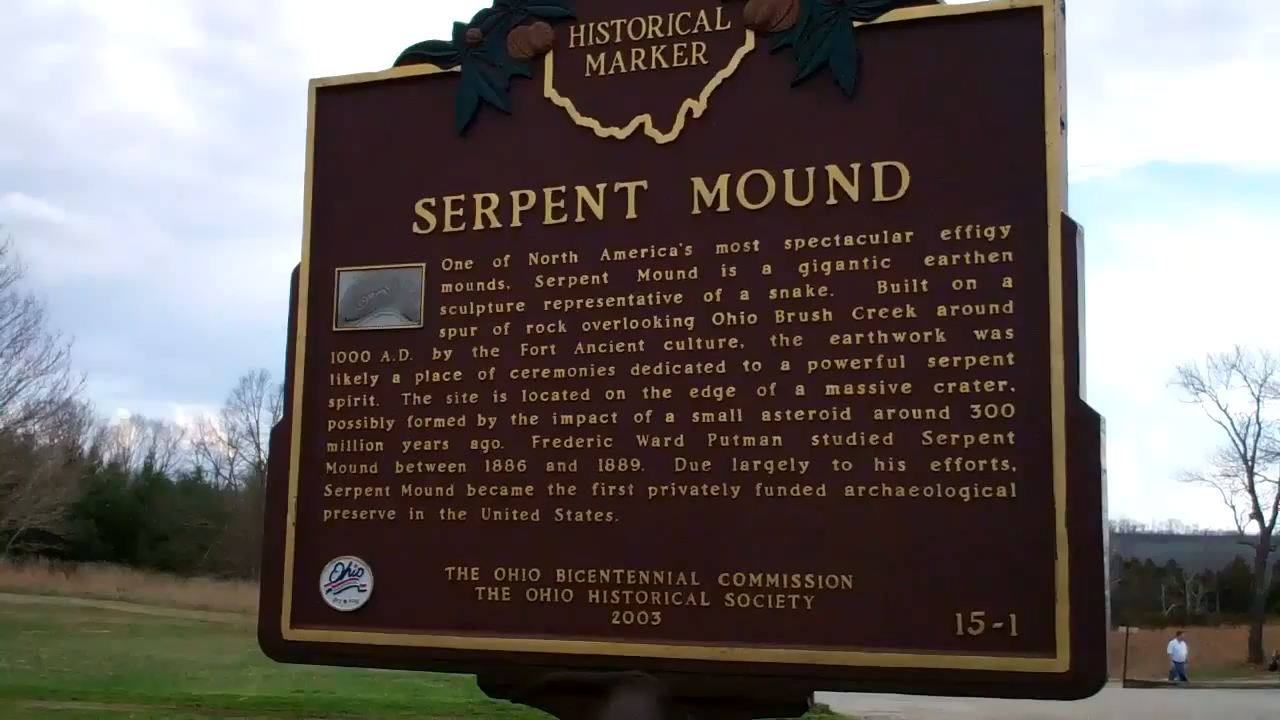 HISTORICAL
MARKER
SERPENT MOUND
One of North America's most spectacular effigy
mounds, Serpent Mound is a gigantic earthen
sculpture representative of a snake. Built on a
spur of rock overlooking Ohio Brush Creek around
1000 A.D. by the Fort Ancient culture, the earthwork was
likely a place of ceremonies dedicated to a powerful serpent
spirit. The site is located on the edge of a massive crater,
possibly formed by the impact of a small asteroid around 300
million years ago. Frederic Ward Putman studied Serpent
Mound between 1886 and 1889. Due largely to his efforts,
Serpent Mound became the first privately funded archaeological
preserve in the United States.
Ohio
THE OHIO BICENTENNIAL COMMISSION
THE OHIO HISTORICAL SOCIETY
2003
15-1